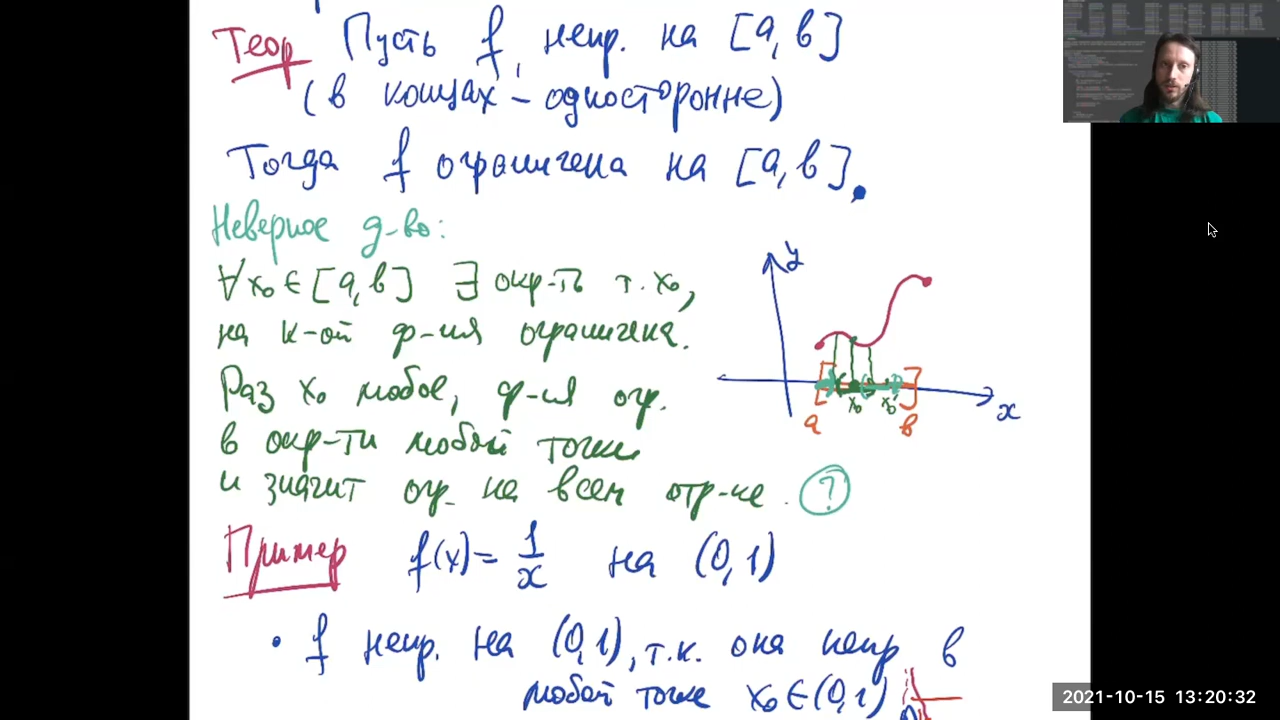 Теор Пусть f непр. на [a, b]
(в концах - односторонне)
Тогда f ограничена на [a, b].
Неверное д-во:
∀x₀ ∈ [a, b] ∃ окр-ть т. x₀,
на к-ой ф-ия ограничена.
Раз x₀ любое, ф-ия огр.
в окр-ти любой точки
и значит огр. на всем отр-ке. ?
y
x
a
x₀
x₀'
b
Пример f(x) = 1/x на (0, 1)
• f непр. на (0, 1), т.к. она непр в
любой точке x₀ ∈ (0, 1)
2021-10-15 13:20:32